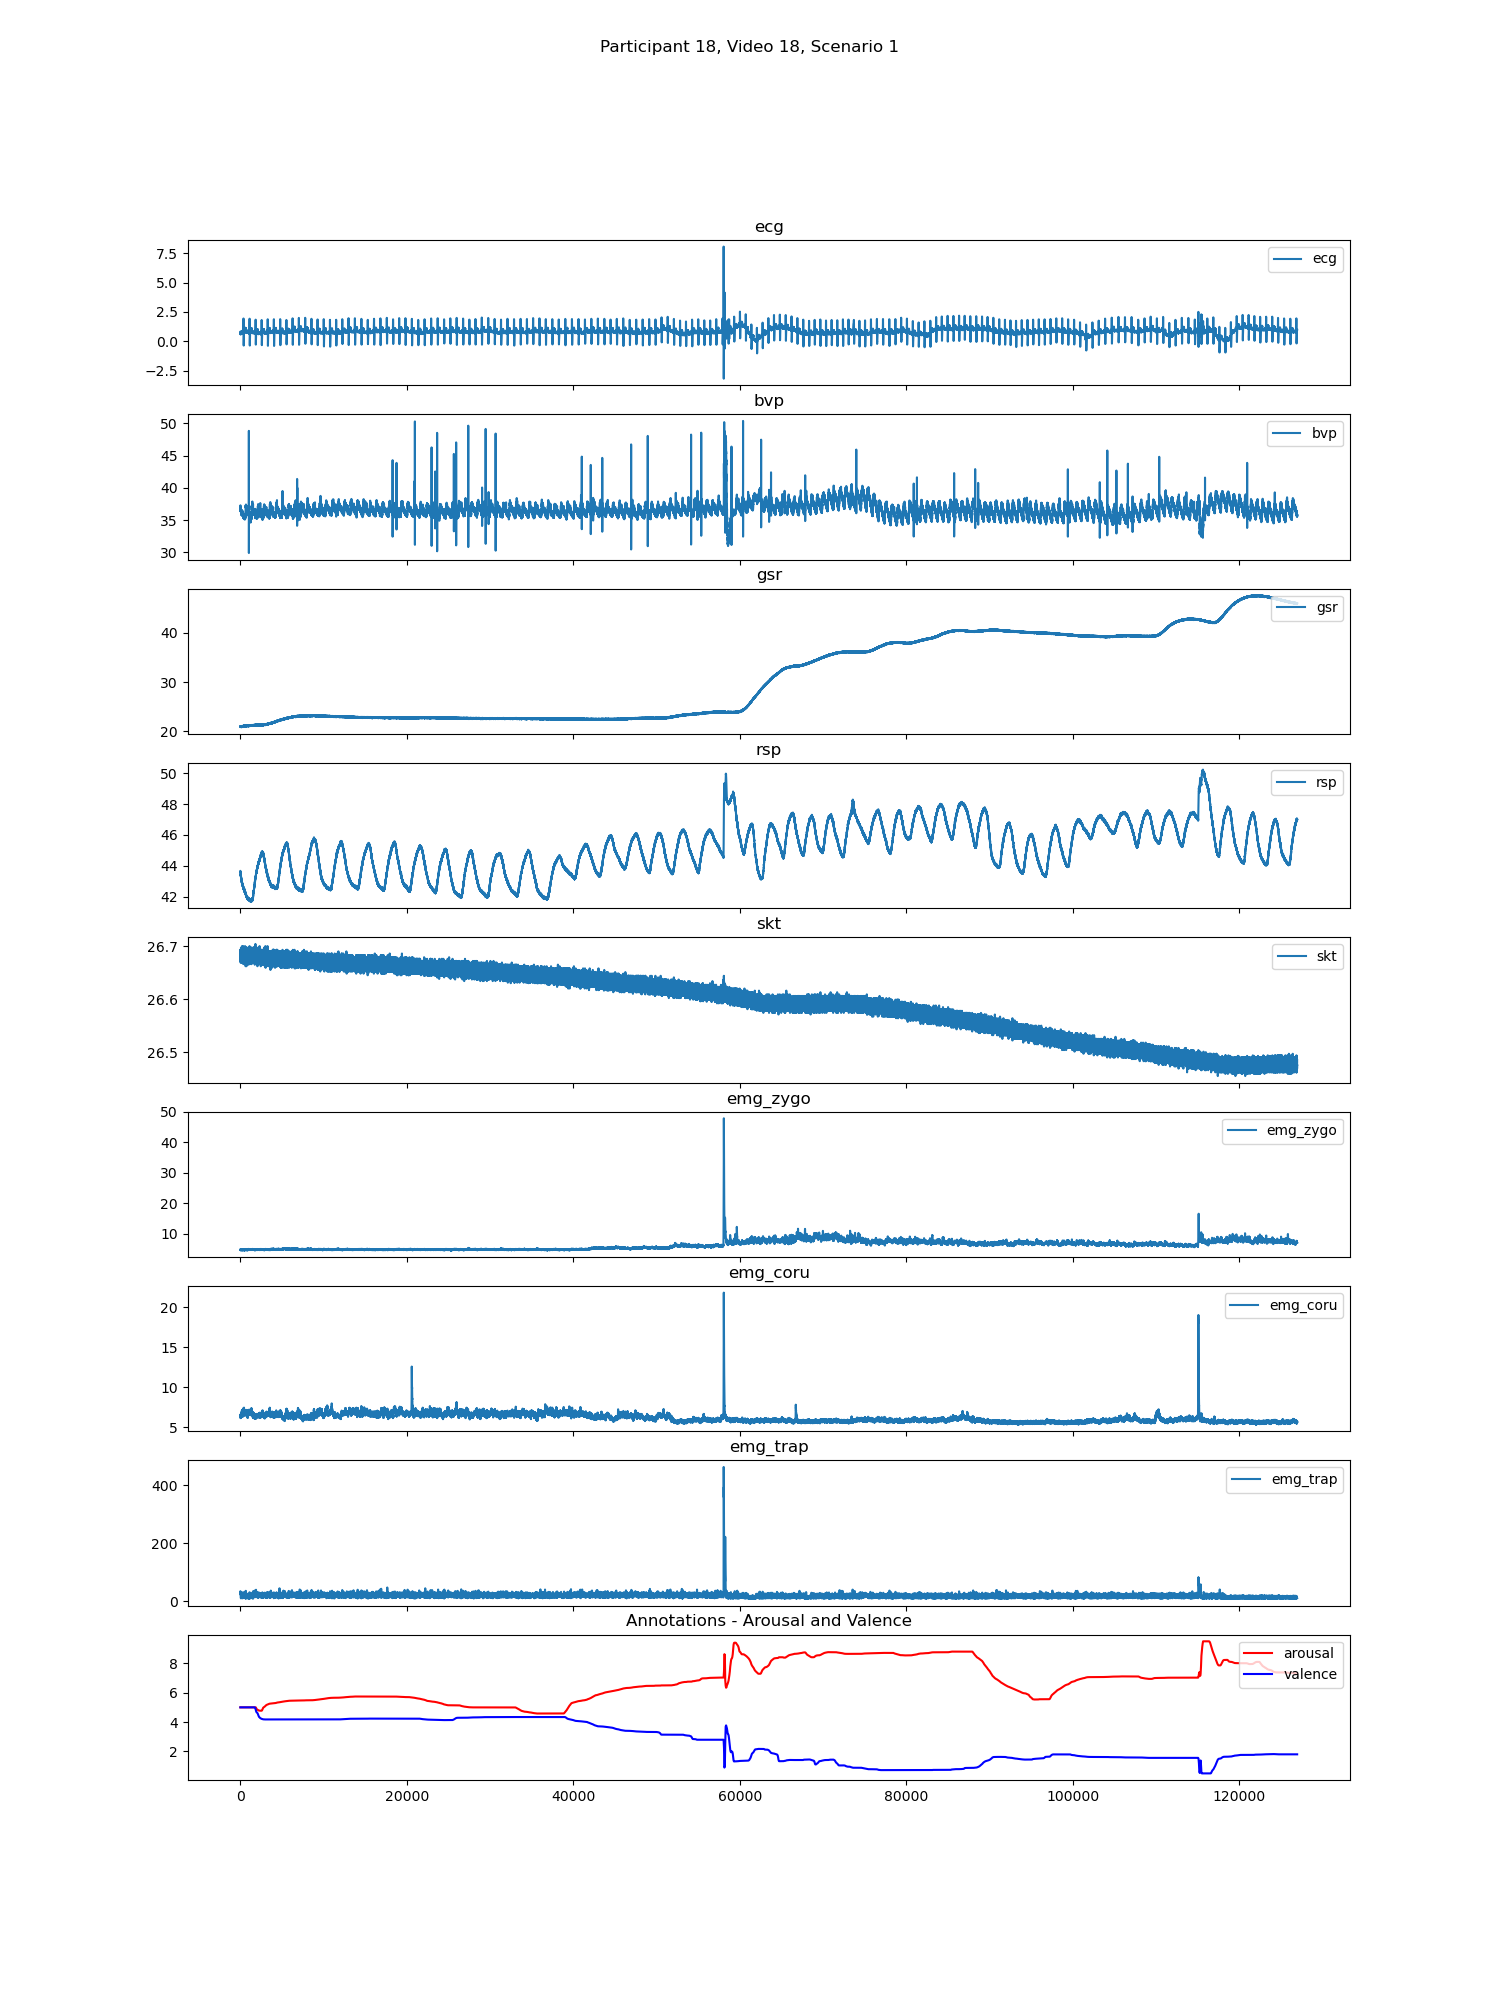 Participant 18, Video 18, Scenario 1
ecg
7.5
5.0
2.5
0.0
−2.5
ecg
bvp
50
45
40
35
30
bvp
gsr
40
30
20
gsr
rsp
50
48
46
44
42
rsp
skt
26.7
26.6
26.5
skt
emg_zygo
50
40
30
20
10
emg_zygo
emg_coru
20
15
10
5
emg_coru
emg_trap
400
200
0
emg_trap
Annotations - Arousal and Valence
8
6
4
2
arousal
valence
0 20000 40000 60000 80000 100000 120000